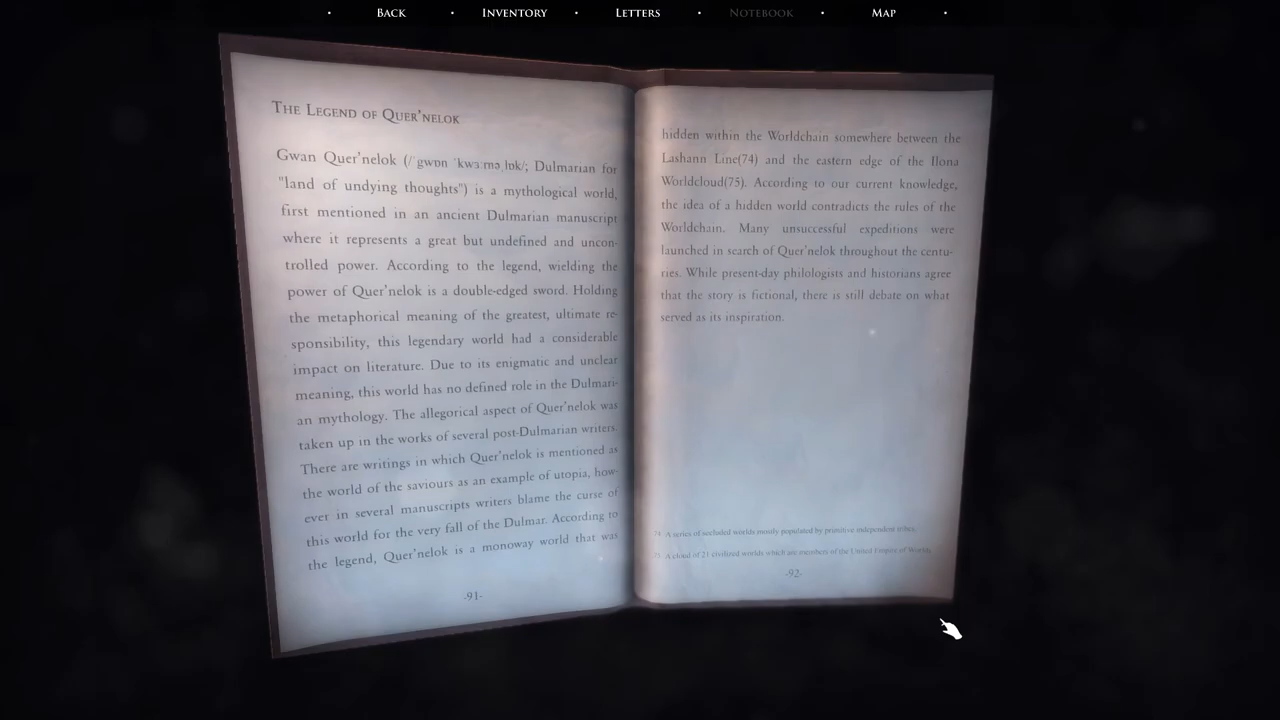 BACK
INVENTORY
LETTERS
NOTEBOOK
MAP
THE LEGEND OF QUER'NELOK
Gwan Quer'nelok (/ˈgwɒn ˈkwɜːnəˌlɒk/; Dulmarian for
"land of undying thoughts") is a mythological world,
first mentioned in an ancient Dulmarian manuscript
where it represents a great but undefined and uncon-
trolled power. According to the legend, wielding the
power of Quer'nelok is a double-edged sword. Holding
the metaphorical meaning of the greatest, ultimate re-
sponsibility, this legendary world had a considerable
impact on literature. Due to its enigmatic and unclear
meaning, this world has no defined role in the Dulmari-
an mythology. The allegorical aspect of Quer'nelok was
taken up in the works of several post-Dulmarian writers.
There are writings in which Quer'nelok is mentioned as
the world of the saviours as an example of utopia, how-
ever in several manuscripts writers blame the curse of
this world for the very fall of the Dulmar. According to
the legend, Quer'nelok is a monoway world that was
-91-
hidden within the Worldchain somewhere between the
Lashann Line(74) and the eastern edge of the Ilona
Worldcloud(75). According to our current knowledge,
the idea of a hidden world contradicts the rules of the
Worldchain. Many unsuccessful expeditions were
launched in search of Quer'nelok throughout the centu-
ries. While present-day philologists and historians agree
that the story is fictional, there is still debate on what
served as its inspiration.
74 A series of secluded worlds mostly populated by primitive independent tribes.
75 A cloud of 21 civilized worlds which are members of the United Empire of Worlds.
-92-